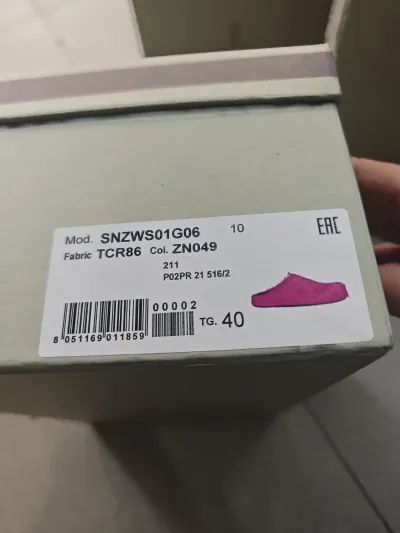 Mod. SNZWS01G06 10 EAC
Fabric TCR86 Col. ZN049
211
P02PR 21 516/2
00002
8 051169 011859
TG. 40